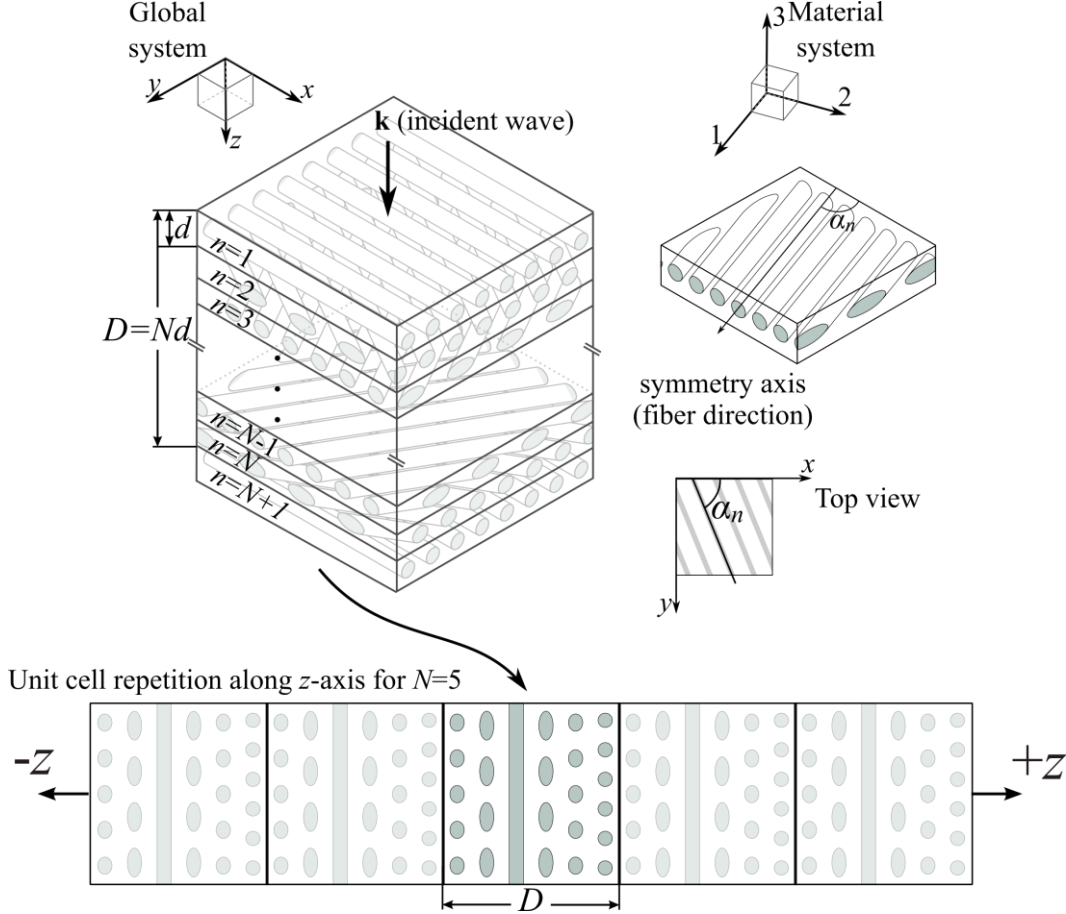 Global
system
y
x
z
k (incident wave)
Material
system
3
2
1
αn
d
D=Nd
n=1
n=2
n=3
n=N-1
n=N
n=N+1
symmetry axis
(fiber direction)
x
Top view
αn
y
Unit cell repetition along z-axis for N=5
-z
+z
D